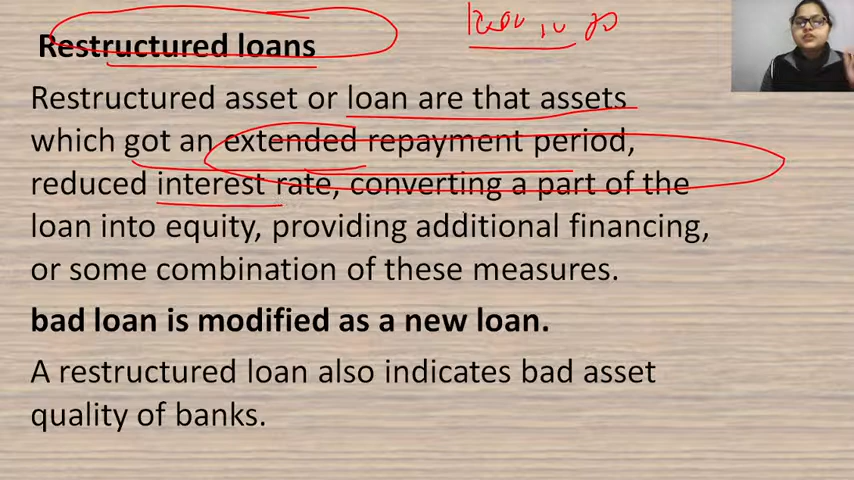 Restructured loans
Restructured asset or loan are that assets
which got an extended repayment period,
reduced interest rate, converting a part of the
loan into equity, providing additional financing,
or some combination of these measures.
bad loan is modified as a new loan.
A restructured loan also indicates bad asset
quality of banks.